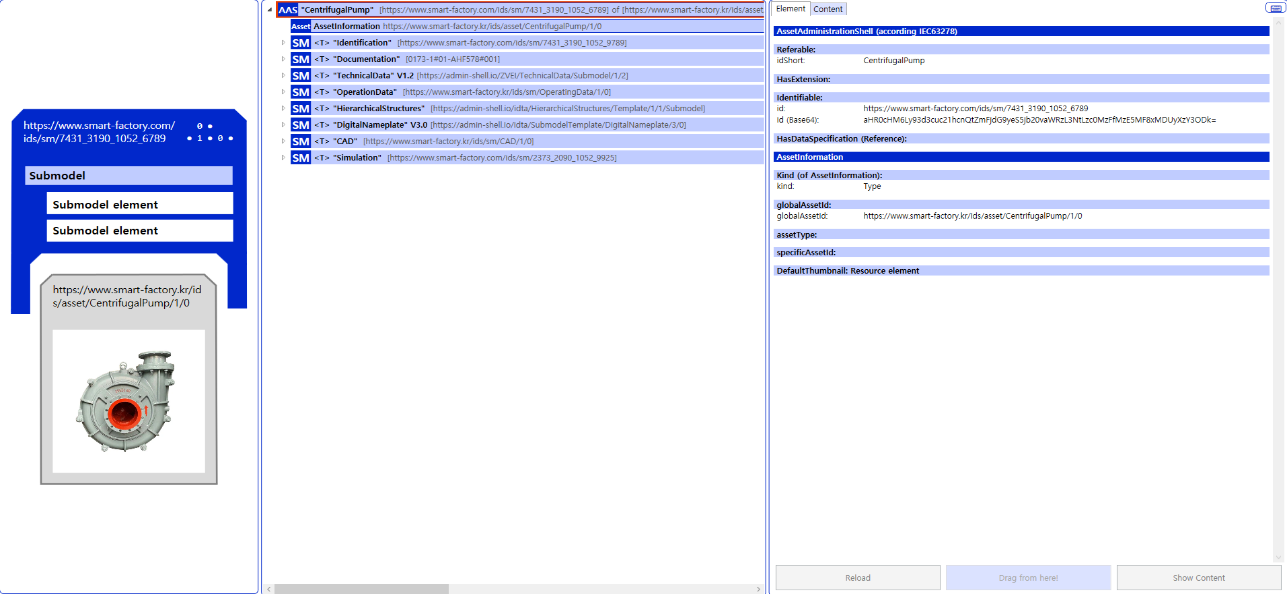 https://www.smart-factory.com/
ids/sm/7431_3190_1052_6789
0
1 0
Submodel
Submodel element
Submodel element
https://www.smart-factory.kr/id
s/asset/CentrifugalPump/1/0
AAS "CentrifugalPump" [https://www.smart-factory.com/ids/sm/7431_3190_1052_6789] of [https://www.smart-factory.kr/ids/asset
Asset AssetInformation https://www.smart-factory.kr/ids/asset/CentrifugalPump/1/0
SM <T> "Identification" [https://www.smart-factory.com/ids/sm/7431_3190_1052_9789]
SM <T> "Documentation" [0173-1#01-AHF578#001]
SM <T> "TechnicalData" V1.2 [https://admin-shell.io/ZVEI/TechnicalData/Submodel/1/2]
SM <T> "OperationData" [https://www.smart-factory.kr/ids/sm/OperatingData/1/0]
SM <T> "HierarchicalStructures" [https://admin-shell.io/idta/HierarchicalStructures/Template/1/1/Submodel]
SM <T> "DigitalNameplate" V3.0 [https://admin-shell.io/idta/SubmodelTemplate/DigitalNameplate/3/0]
SM <T> "CAD" [https://www.smart-factory.kr/ids/sm/CAD/1/0]
SM <T> "Simulation" [https://www.smart-factory.kr/ids/sm/2373_2090_1052_9925]
Element Content
AssetAdministrationShell (according IEC63278)
Referable:
idShort: CentrifugalPump
HasExtension:
Identifiable:
id: https://www.smart-factory.com/ids/sm/7431_3190_1052_6789
id (Base64):
HasDataSpecification (Reference):
AssetInformation
Kind (of AssetInformation):
kind: Type
globalAssetId:
globalAssetId: https://www.smart-factory.kr/ids/asset/CentrifugalPump/1/0
assetType:
specificAssetId:
DefaultThumbnail: Resource element
Reload Drag from here! Show Content